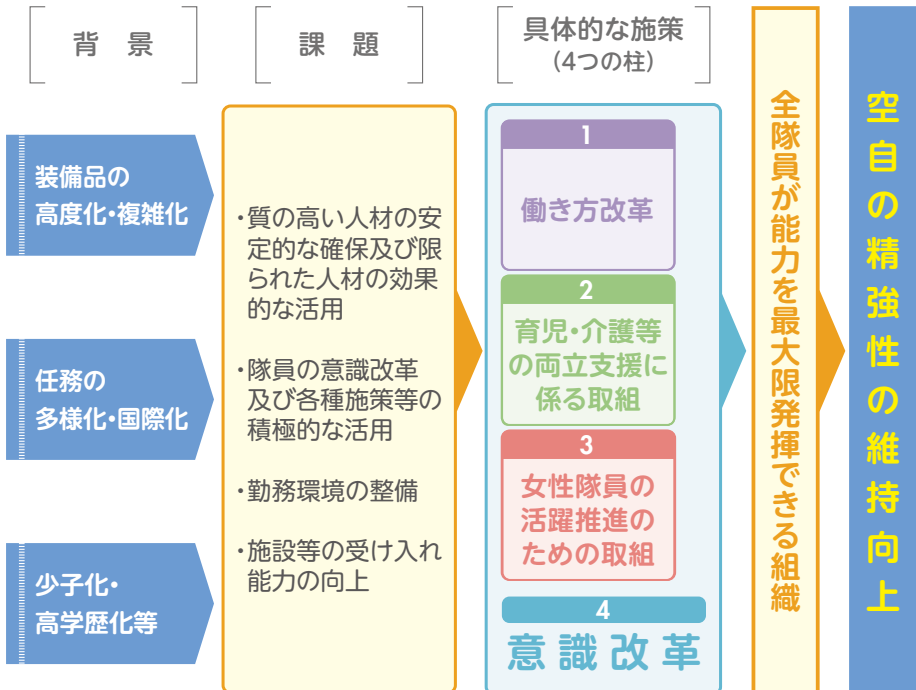 背景
課題
具体的な施策
(4つの柱)
装備品の
高度化・複雑化
任務の
多様化・国際化
少子化・
高学歴化等
・質の高い人材の安
定的な確保及び限
られた人材の効果
的な活用
・隊員の意識改革
及び各種施策等の
積極的な活用
・勤務環境の整備
・施設等の受け入れ
能力の向上
1
働き方改革
2
育児・介護等
の両立支援に
係る取組
3
女性隊員の
活躍推進の
ための取組
4
意識改革
全隊員が能力を最大限発揮できる組織
空自の精強性の維持向上